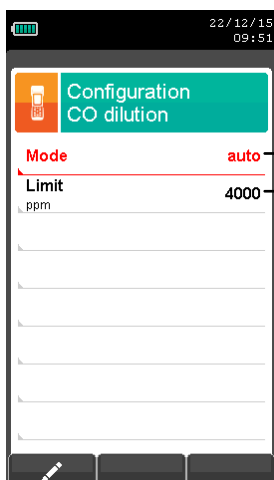 22/12/15
09:51
Configuration
CO dilution
Mode auto
Limit 4000
ppm